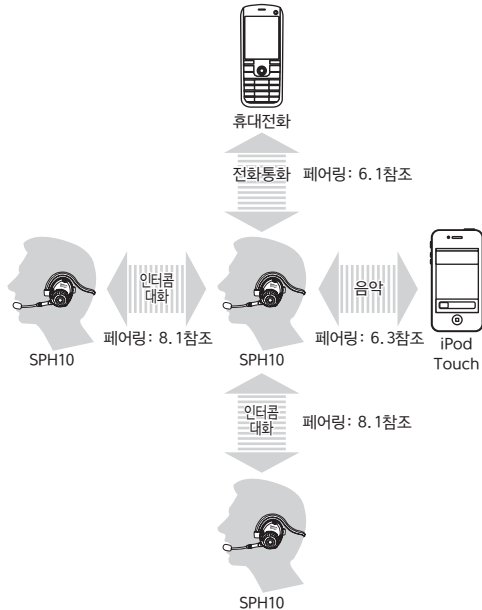 휴대전화
전화통화 페어링: 6.1참조
인터콤
대화
음악
페어링: 8.1참조
페어링: 6.3참조
SPH10
SPH10
iPod
Touch
인터콤
대화
페어링: 8.1참조
SPH10